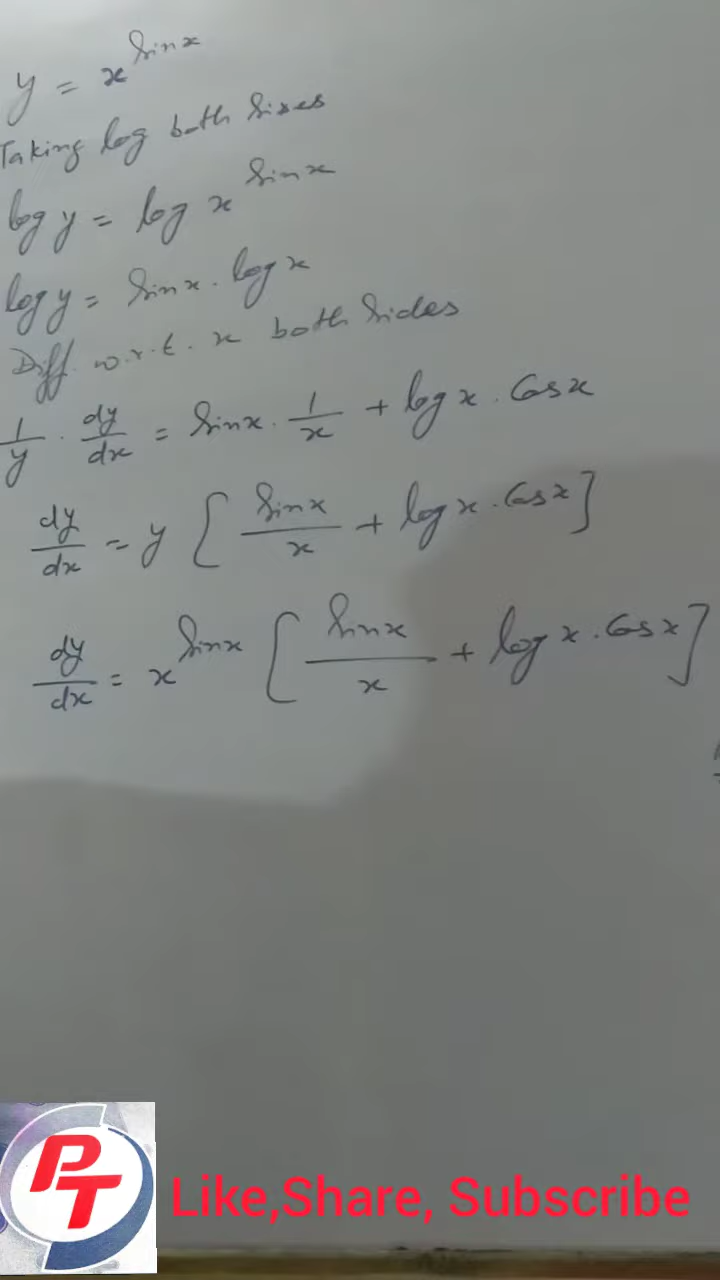 y = x^sinx
Taking log both sides
log y = log x^sinx
log y = sinx . log x
Diff. w.r.t. x both sides
1/y . dy/dx = sinx . 1/x + log x . Cosx
dy/dx = y [ sinx/x + log x . Cosx ]
dy/dx = x^sinx [ sinx/x + log x . Cosx ]
PT
Like,Share, Subscribe